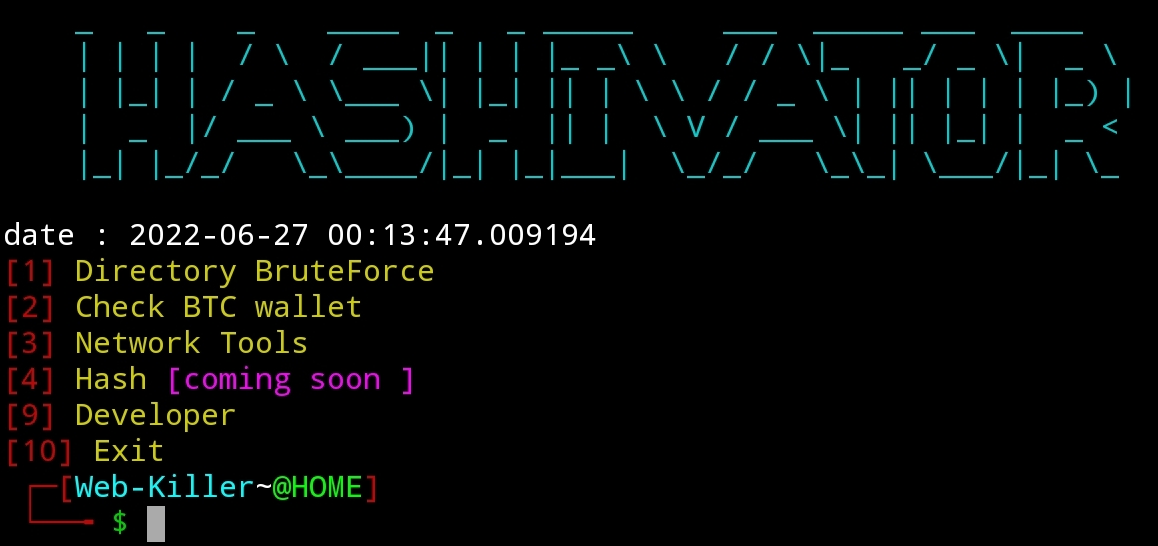 HASHIVATOR
date : 2022-06-27 00:13:47.009194
[1] Directory BruteForce
[2] Check BTC wallet
[3] Network Tools
[4] Hash [coming soon ]
[9] Developer
[10] Exit
[Web-Killer~@HOME]
$